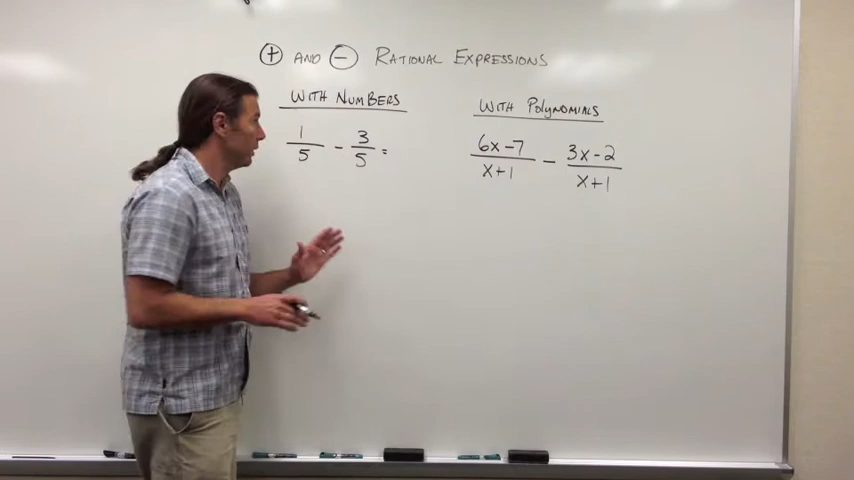 + AND - RATIONAL EXPRESSIONS
WITH NUMBERS
1/5 - 3/5 =
WITH POLYNOMIALS
6x-7/x+1 - 3x-2/x+1